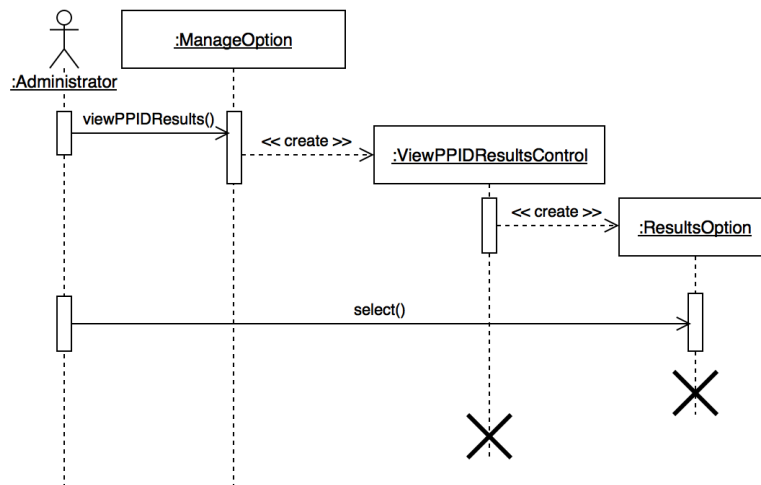 :ManageOption
:Administrator
viewPPIDResults()
<< create >>
:ViewPPIDResultsControl
<< create >>
:ResultsOption
select()